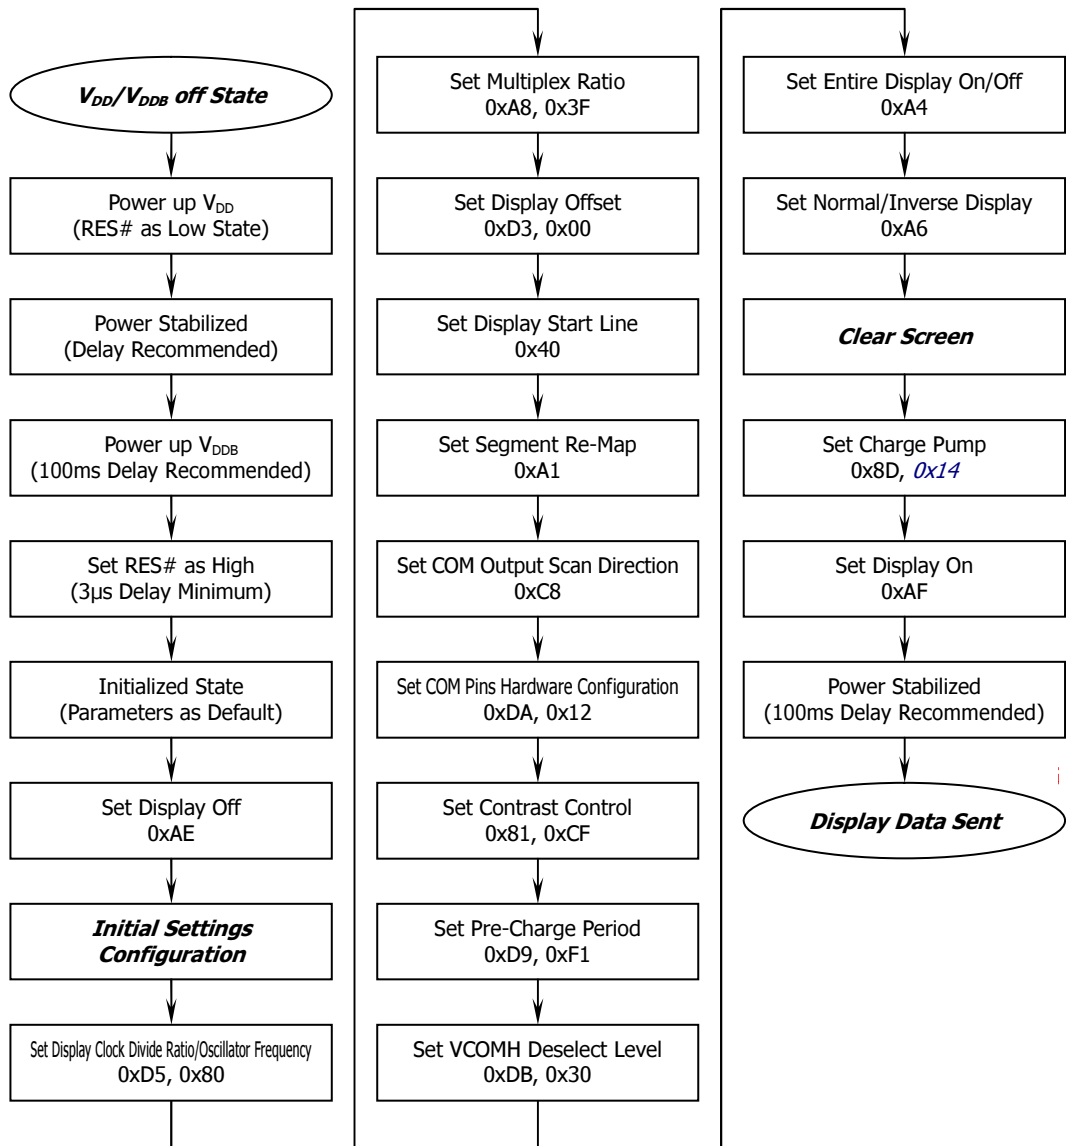 V_DD/V_DDB off State
Power up V_DD
(RES# as Low State)
Power Stabilized
(Delay Recommended)
Power up V_DDB
(100ms Delay Recommended)
Set RES# as High
(3µs Delay Minimum)
Initialized State
(Parameters as Default)
Set Display Off
0xAE
Initial Settings
Configuration
Set Display Clock Divide Ratio/Oscillator Frequency
0xD5, 0x80
Set Multiplex Ratio
0xA8, 0x3F
Set Display Offset
0xD3, 0x00
Set Display Start Line
0x40
Set Segment Re-Map
0xA1
Set COM Output Scan Direction
0xC8
Set COM Pins Hardware Configuration
0xDA, 0x12
Set Contrast Control
0x81, 0xCF
Set Pre-Charge Period
0xD9, 0xF1
Set VCOMH Deselect Level
0xDB, 0x30
Set Entire Display On/Off
0xA4
Set Normal/Inverse Display
0xA6
Clear Screen
Set Charge Pump
0x8D, 0x14
Set Display On
0xAF
Power Stabilized
(100ms Delay Recommended)
Display Data Sent